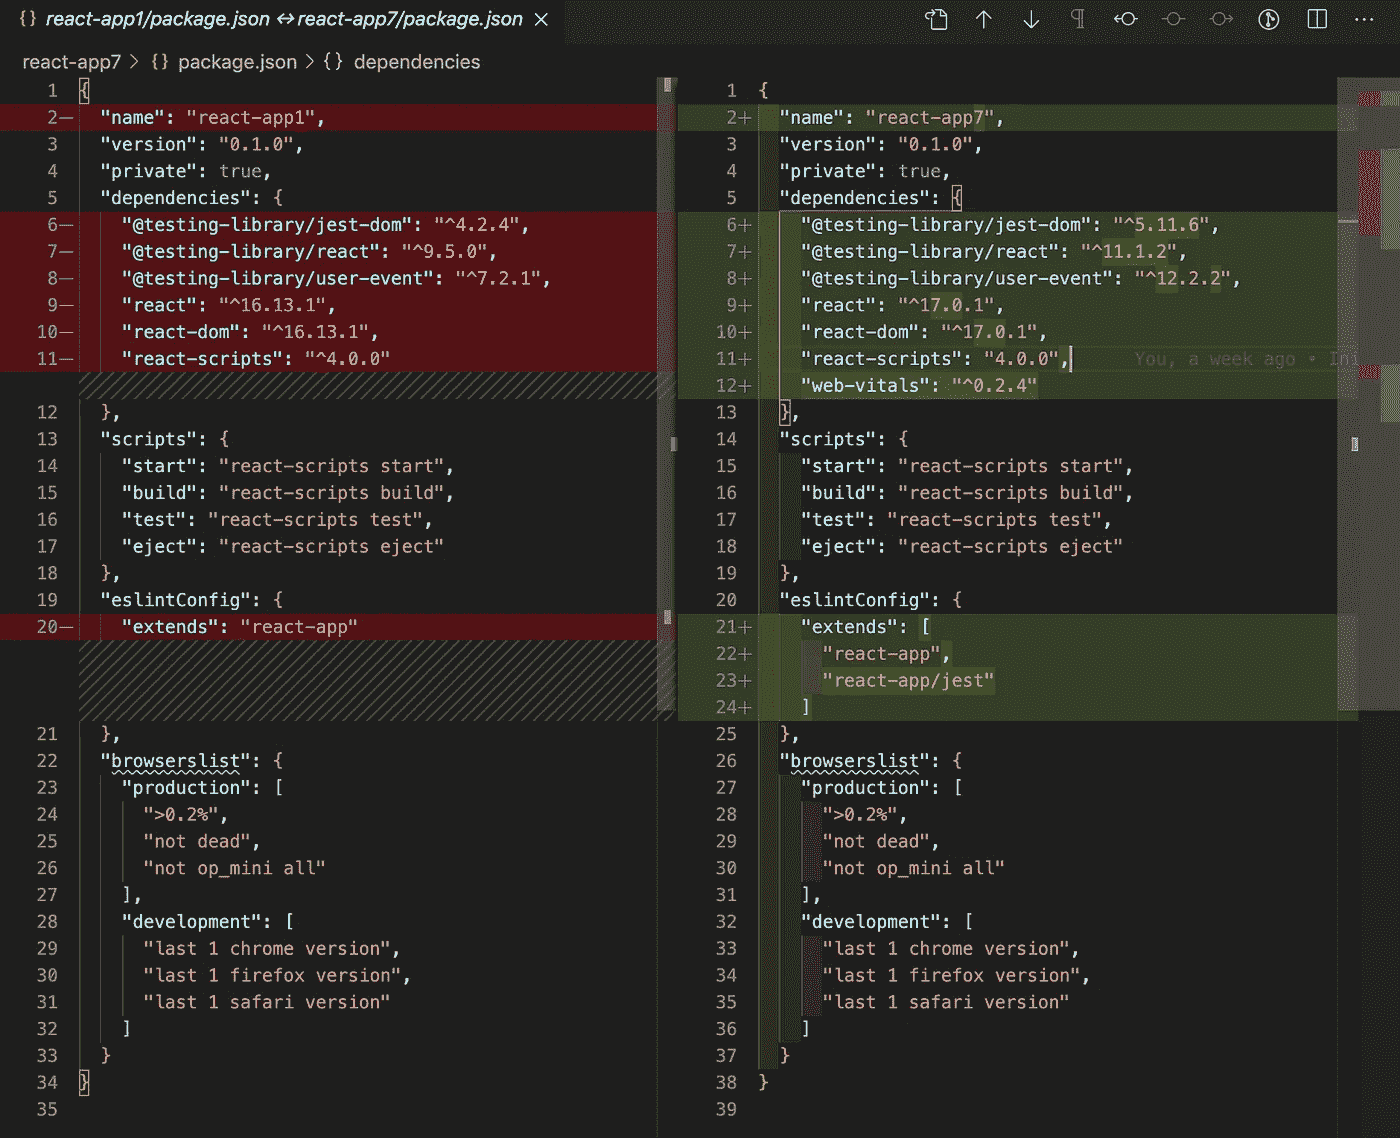 {} react-app1/package.json ↔ react-app7/package.json ×
react-app7 > {} package.json > {} dependencies
1 {
2— "name": "react-app1",
3 "version": "0.1.0",
4 "private": true,
5 "dependencies": {
6— "@testing-library/jest-dom": "^4.2.4",
7— "@testing-library/react": "^9.5.0",
8— "@testing-library/user-event": "^7.2.1",
9— "react": "^16.13.1",
10— "react-dom": "^16.13.1",
11— "react-scripts": "^4.0.0"
12 },
13 "scripts": {
14 "start": "react-scripts start",
15 "build": "react-scripts build",
16 "test": "react-scripts test",
17 "eject": "react-scripts eject"
18 },
19 "eslintConfig": {
20— "extends": "react-app"
21 },
22 "browserslist": {
23 "production": [
24 ">0.2%",
25 "not dead",
26 "not op_mini all"
27 ],
28 "development": [
29 "last 1 chrome version",
30 "last 1 firefox version",
31 "last 1 safari version"
32 ]
33 }
34 }
35
1 {
2+ "name": "react-app7",
3 "version": "0.1.0",
4 "private": true,
5 "dependencies": {
6+ "@testing-library/jest-dom": "^5.11.6",
7+ "@testing-library/react": "^11.1.2",
8+ "@testing-library/user-event": "^12.2.2",
9+ "react": "^17.0.1",
10+ "react-dom": "^17.0.1",
11+ "react-scripts": "4.0.0", You, a week ago • Ini
12+ "web-vitals": "^0.2.4"
13 },
14 "scripts": {
15 "start": "react-scripts start",
16 "build": "react-scripts build",
17 "test": "react-scripts test",
18 "eject": "react-scripts eject"
19 },
20 "eslintConfig": {
21+ "extends": [
22+ "react-app",
23+ "react-app/jest"
24+ ]
25 },
26 "browserslist": {
27 "production": [
28 ">0.2%",
29 "not dead",
30 "not op_mini all"
31 ],
32 "development": [
33 "last 1 chrome version",
34 "last 1 firefox version",
35 "last 1 safari version"
36 ]
37 }
38 }
39